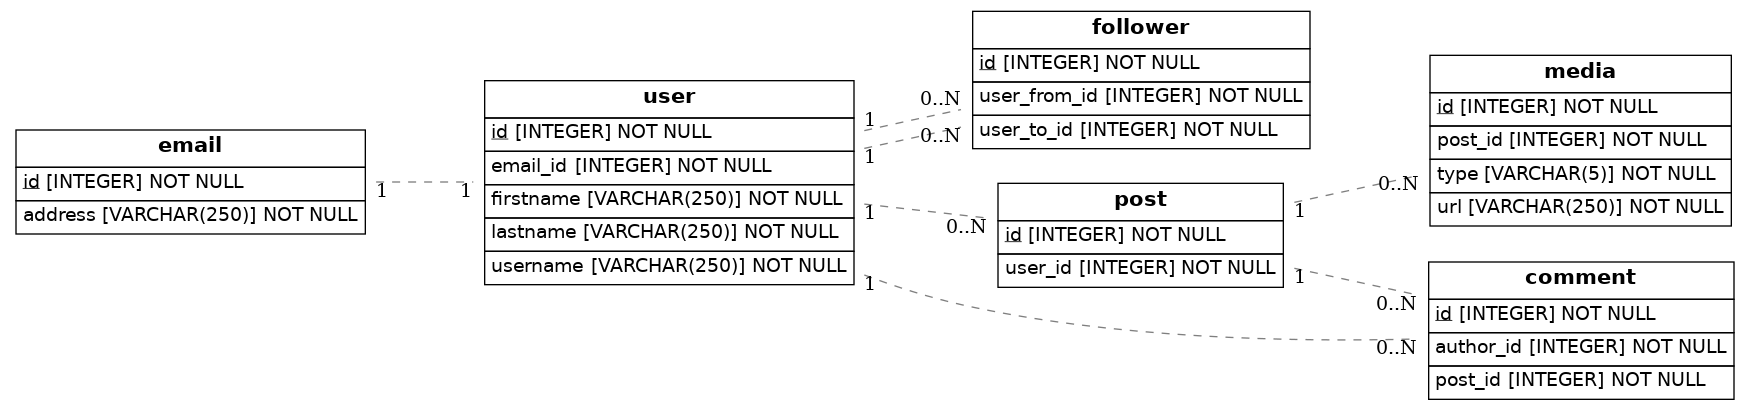 email
id [INTEGER] NOT NULL
address [VARCHAR(250)] NOT NULL
1
1
user
id [INTEGER] NOT NULL
email_id [INTEGER] NOT NULL
firstname [VARCHAR(250)] NOT NULL
lastname [VARCHAR(250)] NOT NULL
username [VARCHAR(250)] NOT NULL
1
0..N
1
0..N
1
0..N
1
0..N
follower
id [INTEGER] NOT NULL
user_from_id [INTEGER] NOT NULL
user_to_id [INTEGER] NOT NULL
post
id [INTEGER] NOT NULL
user_id [INTEGER] NOT NULL
1
0..N
1
0..N
media
id [INTEGER] NOT NULL
post_id [INTEGER] NOT NULL
type [VARCHAR(5)] NOT NULL
url [VARCHAR(250)] NOT NULL
comment
id [INTEGER] NOT NULL
author_id [INTEGER] NOT NULL
post_id [INTEGER] NOT NULL